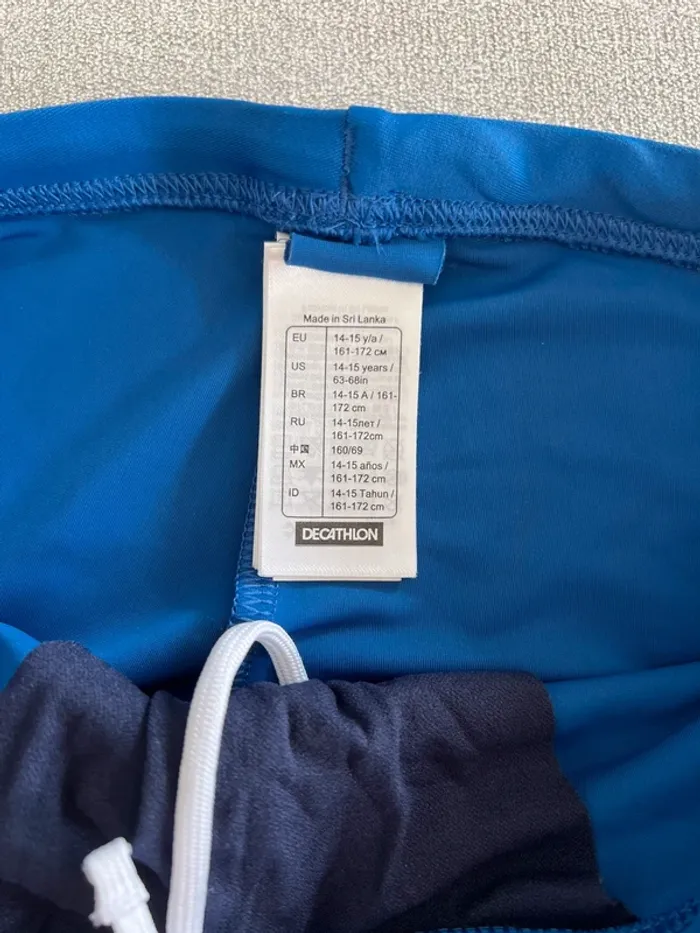 Made in Sri Lanka
EU 14-15 y/a /
161-172 см
US 14-15 years /
63-68in
BR 14-15 A / 161-
172 cm
RU 14-15лет /
161-172cm
中国 160/69
MX 14-15 años /
161-172 cm
ID 14-15 Tahun /
161-172 cm
DECATHLON